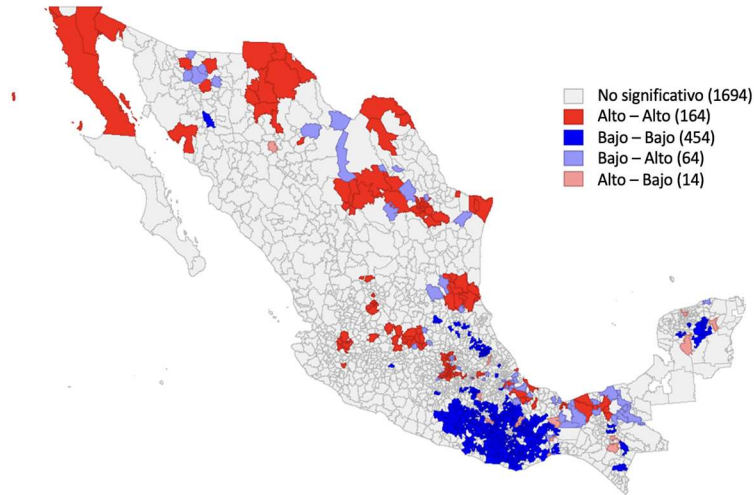 No significativo (1694)
Alto – Alto (164)
Bajo – Bajo (454)
Bajo – Alto (64)
Alto – Bajo (14)